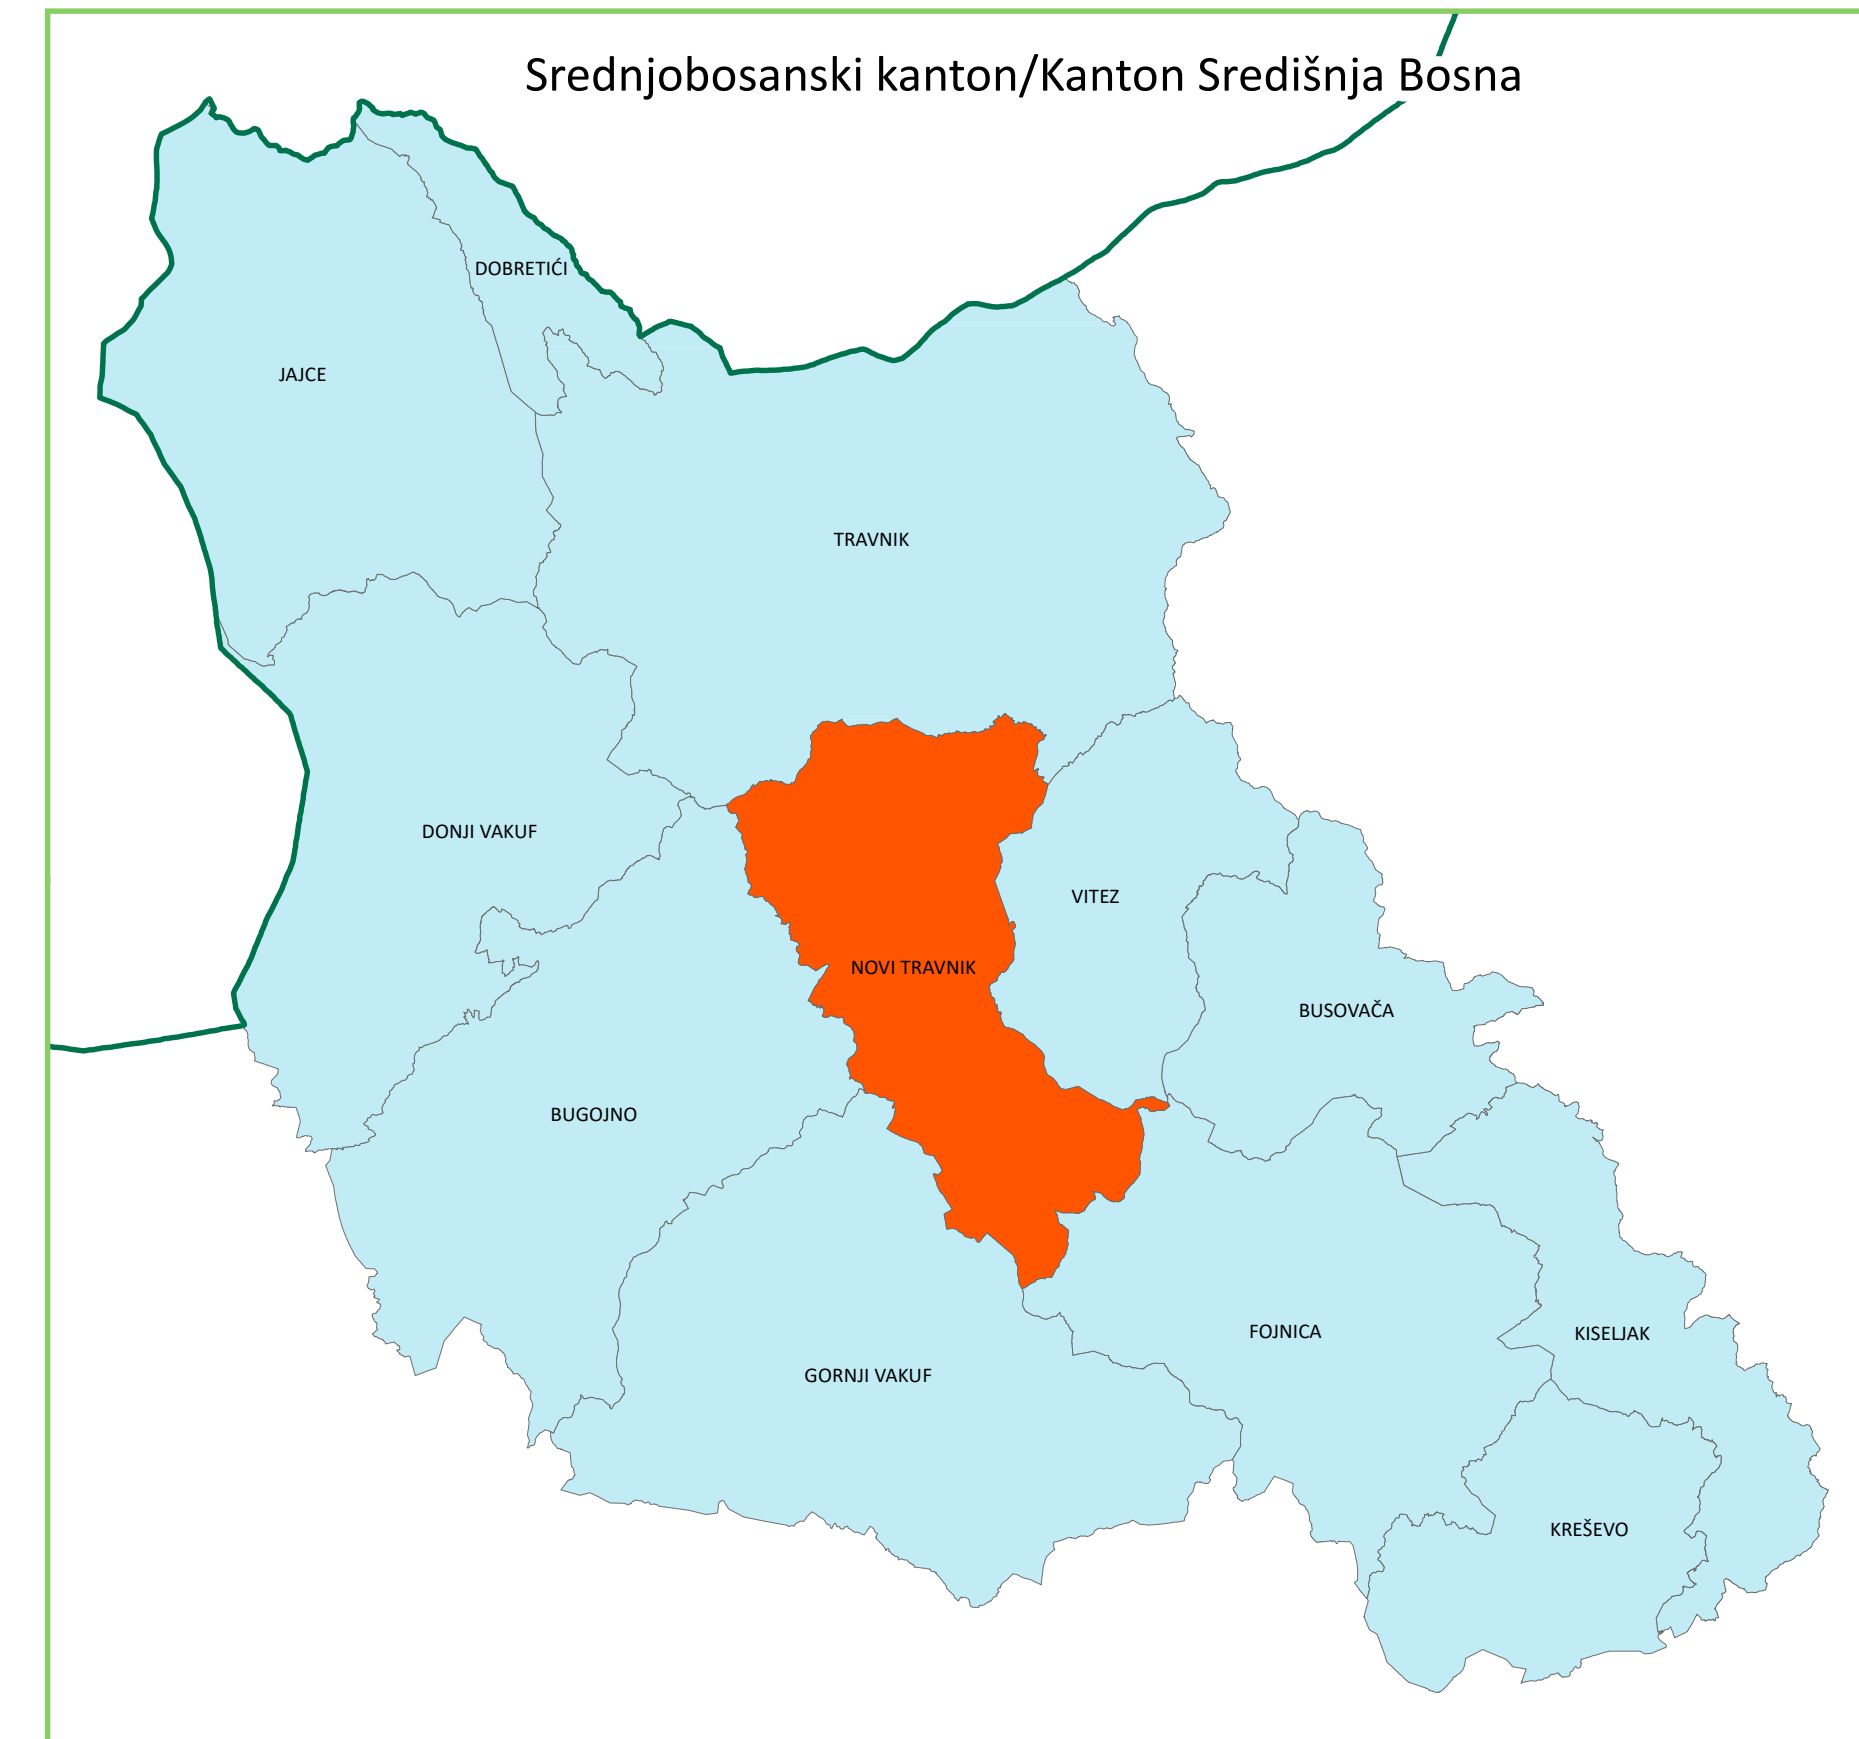 Srednjobosanski kanton/Kanton Središnja Bosna
DOBRETIĆI
JAJCE
TRAVNIK
DONJI VAKUF
VITEZ
NOVI TRAVNIK
BUSOVAČA
BUGOJNO
FOJNICA
KISELJAK
GORNJI VAKUF
KREŠEVO